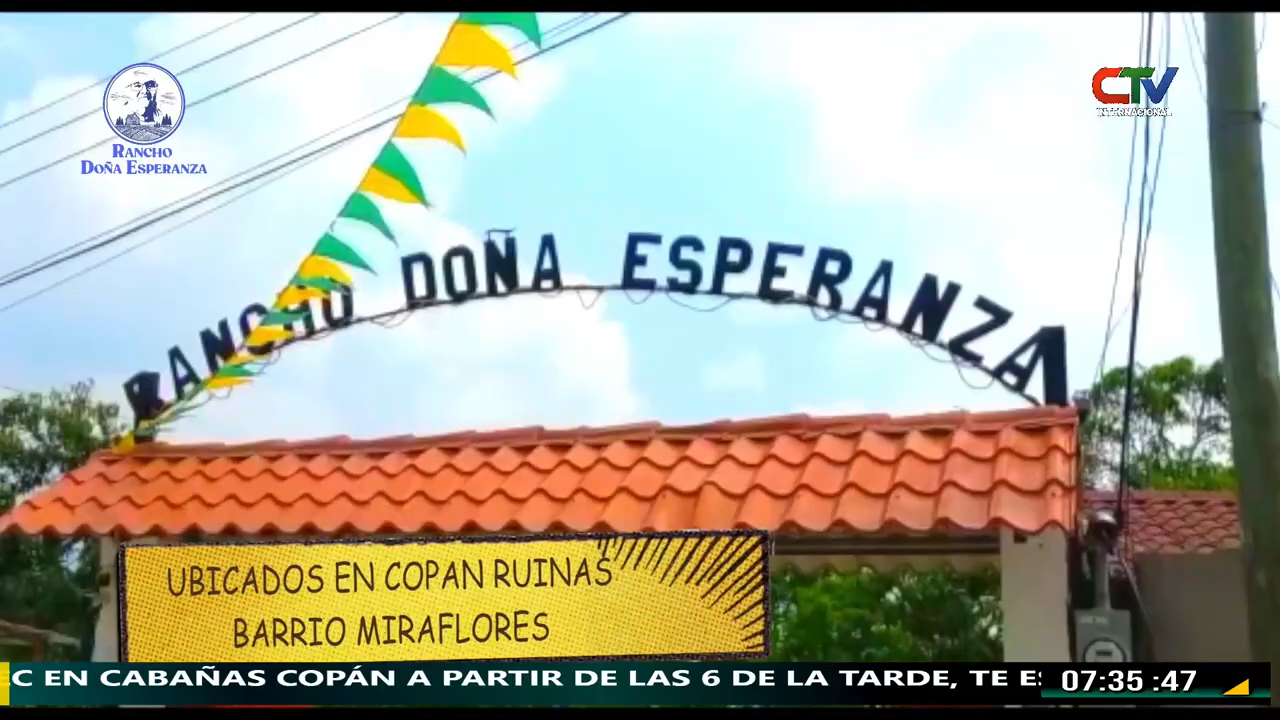 RANCHO
DOÑA ESPERANZA
CTV
INTERNACIONAL
RANCHO DOÑA ESPERANZA
UBICADOS EN COPAN RUINAS
BARRIO MIRAFLORES
EC EN CABAÑAS COPÁN A PARTIR DE LAS 6 DE LA TARDE, TE
07:35 :47